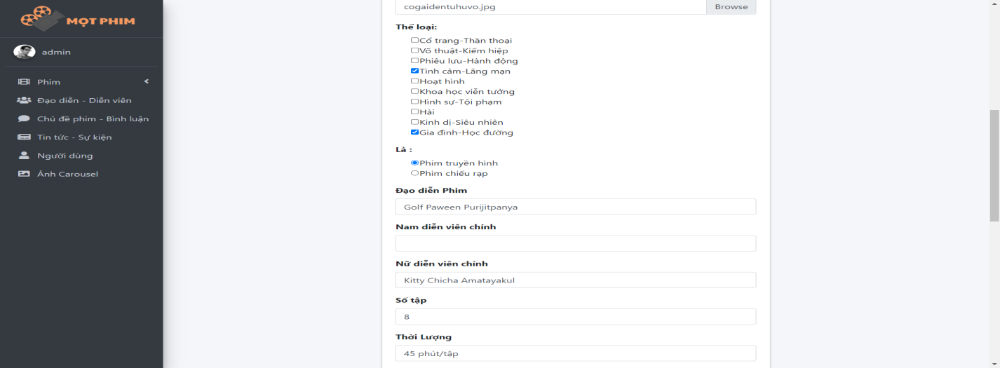 MỌT PHIM
admin
Phim
Đạo diễn - Diễn viên
Chủ đề phim - Bình luận
Tin tức - Sự kiện
Người dùng
Ảnh Carousel
cogaidentuhuvo.jpg Browse
Thể loại:
Cổ trang-Thần thoại
Võ thuật-Kiếm hiệp
Phiêu lưu-Hành động
Tình cảm-Lãng mạn
Hoạt hình
Khoa học viễn tưởng
Hình sự-Tội phạm
Hài
Kinh dị-Siêu nhiên
Gia đình-Học đường
Là :
Phim truyền hình
Phim chiếu rạp
Đạo diễn Phim
Golf Paween Purijitpanya
Nam diễn viên chính
Nữ diễn viên chính
Kitty Chicha Amatayakul
Số tập
8
Thời Lượng
45 phút/tập